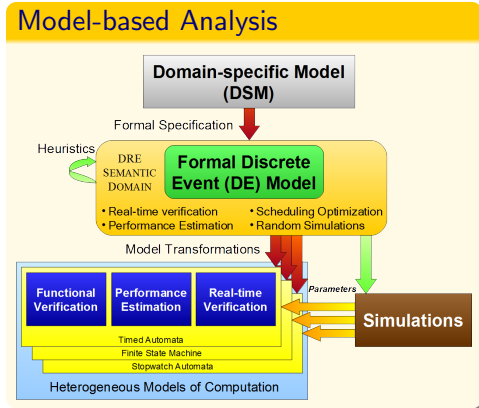 Model-based Analysis
Domain-specific Model
(DSM)
Formal Specification
Heuristics
DRE
SEMANTIC
DOMAIN
Formal Discrete
Event (DE) Model
• Real-time verification
• Performance Estimation
• Scheduling Optimization
• Random Simulations
Model Transformations
Parameters
Functional
Verification
Performance
Estimation
Real-time
Verification
Simulations
Timed Automata
Finite State Machine
Stopwatch Automata
Heterogeneous Models of Computation